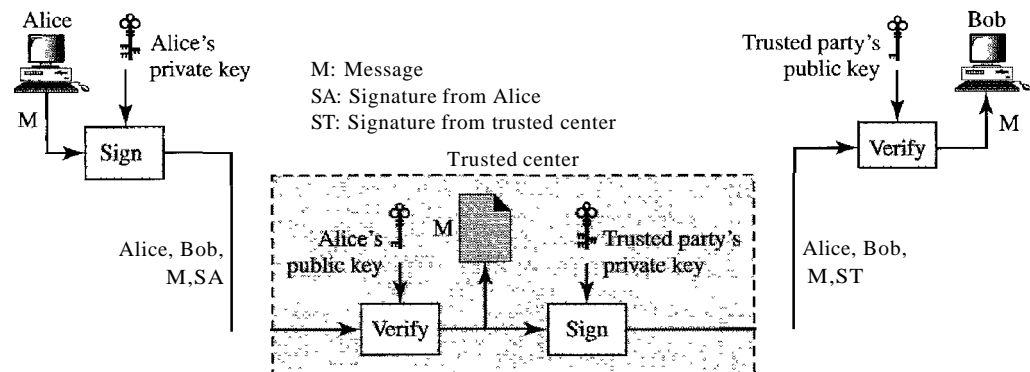 Alice
Alice's
private key
M
Sign
M: Message
SA: Signature from Alice
ST: Signature from trusted center
Bob
Trusted party's
public key
M
Verify
Trusted center
Alice, Bob,
M,SA
Alice's
public key
M
Trusted party's
private key
Verify
Sign
Alice, Bob,
M,ST